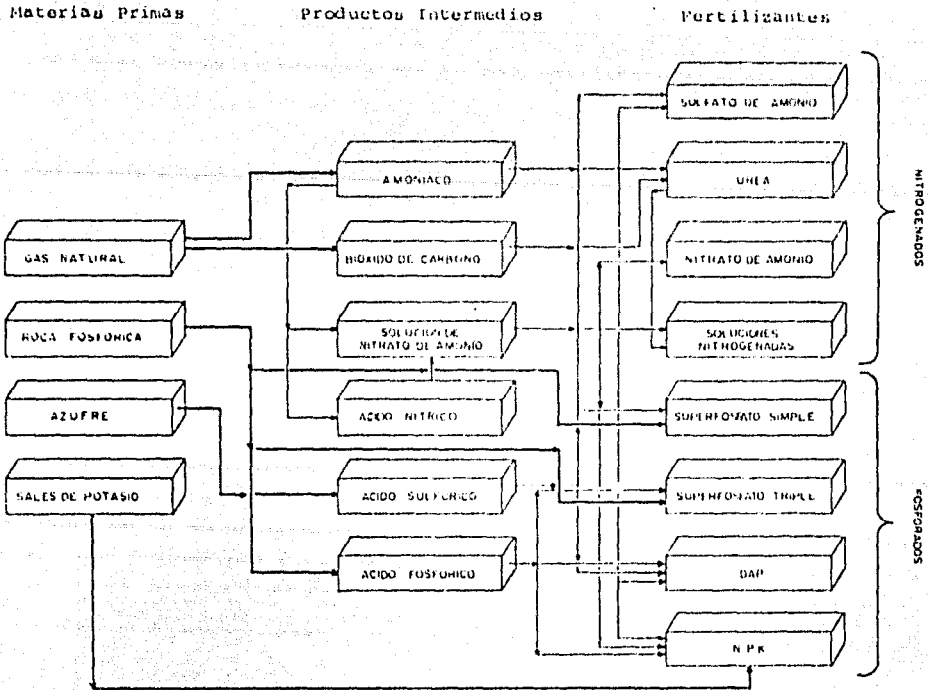 Materias Primas
Productos Intermedios
Fertilizantes
SULFATO DE AMONIO
AMONIACO
UREA
GAS NATURAL
BIOXIDO DE CARBONO
NITRATO DE AMONIO
ROCA FOSFORICA
SOLUCION DE
NITRATO DE AMONIO
SOLUCIONES
NITROGENADAS
NITROGENADOS
AZUFRE
ACIDO NITRICO
SUPERFOSFATO SIMPLE
SALES DE POTASIO
ACIDO SULFURICO
SUPERFOSFATO TRIPLE
ACIDO FOSFORICO
DAP
NPK
FOSFORADOS